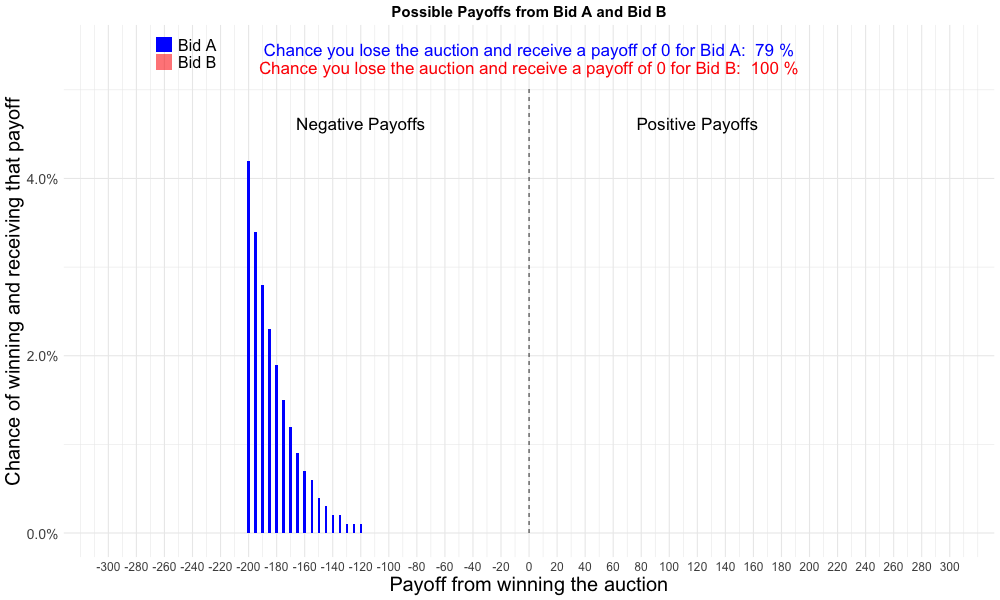 Possible Payoffs from Bid A and Bid B
Bid A
Bid B
Chance you lose the auction and receive a payoff of 0 for Bid A:  79 %
Chance you lose the auction and receive a payoff of 0 for Bid B:  100 %
Negative Payoffs
Positive Payoffs
Chance of winning and receiving that payoff
4.0%
2.0%
0.0%
-300 -280 -260 -240 -220 -200 -180 -160 -140 -120 -100 -80 -60 -40 -20 0 20 40 60 80 100 120 140 160 180 200 220 240 260 280 300
Payoff from winning the auction